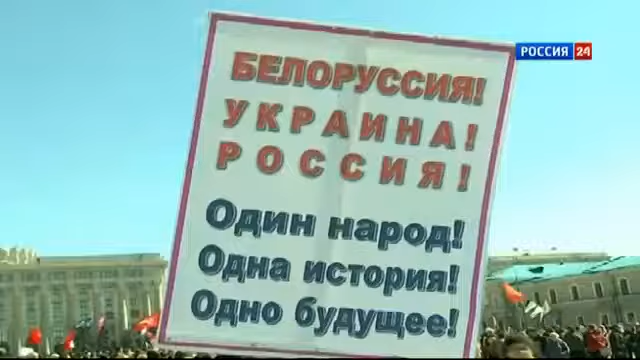 РОССИЯ 24
БЕЛОРУССИЯ!
УКРАИНА!
РОССИЯ!
Один народ!
Одна история!
Одно будущее!